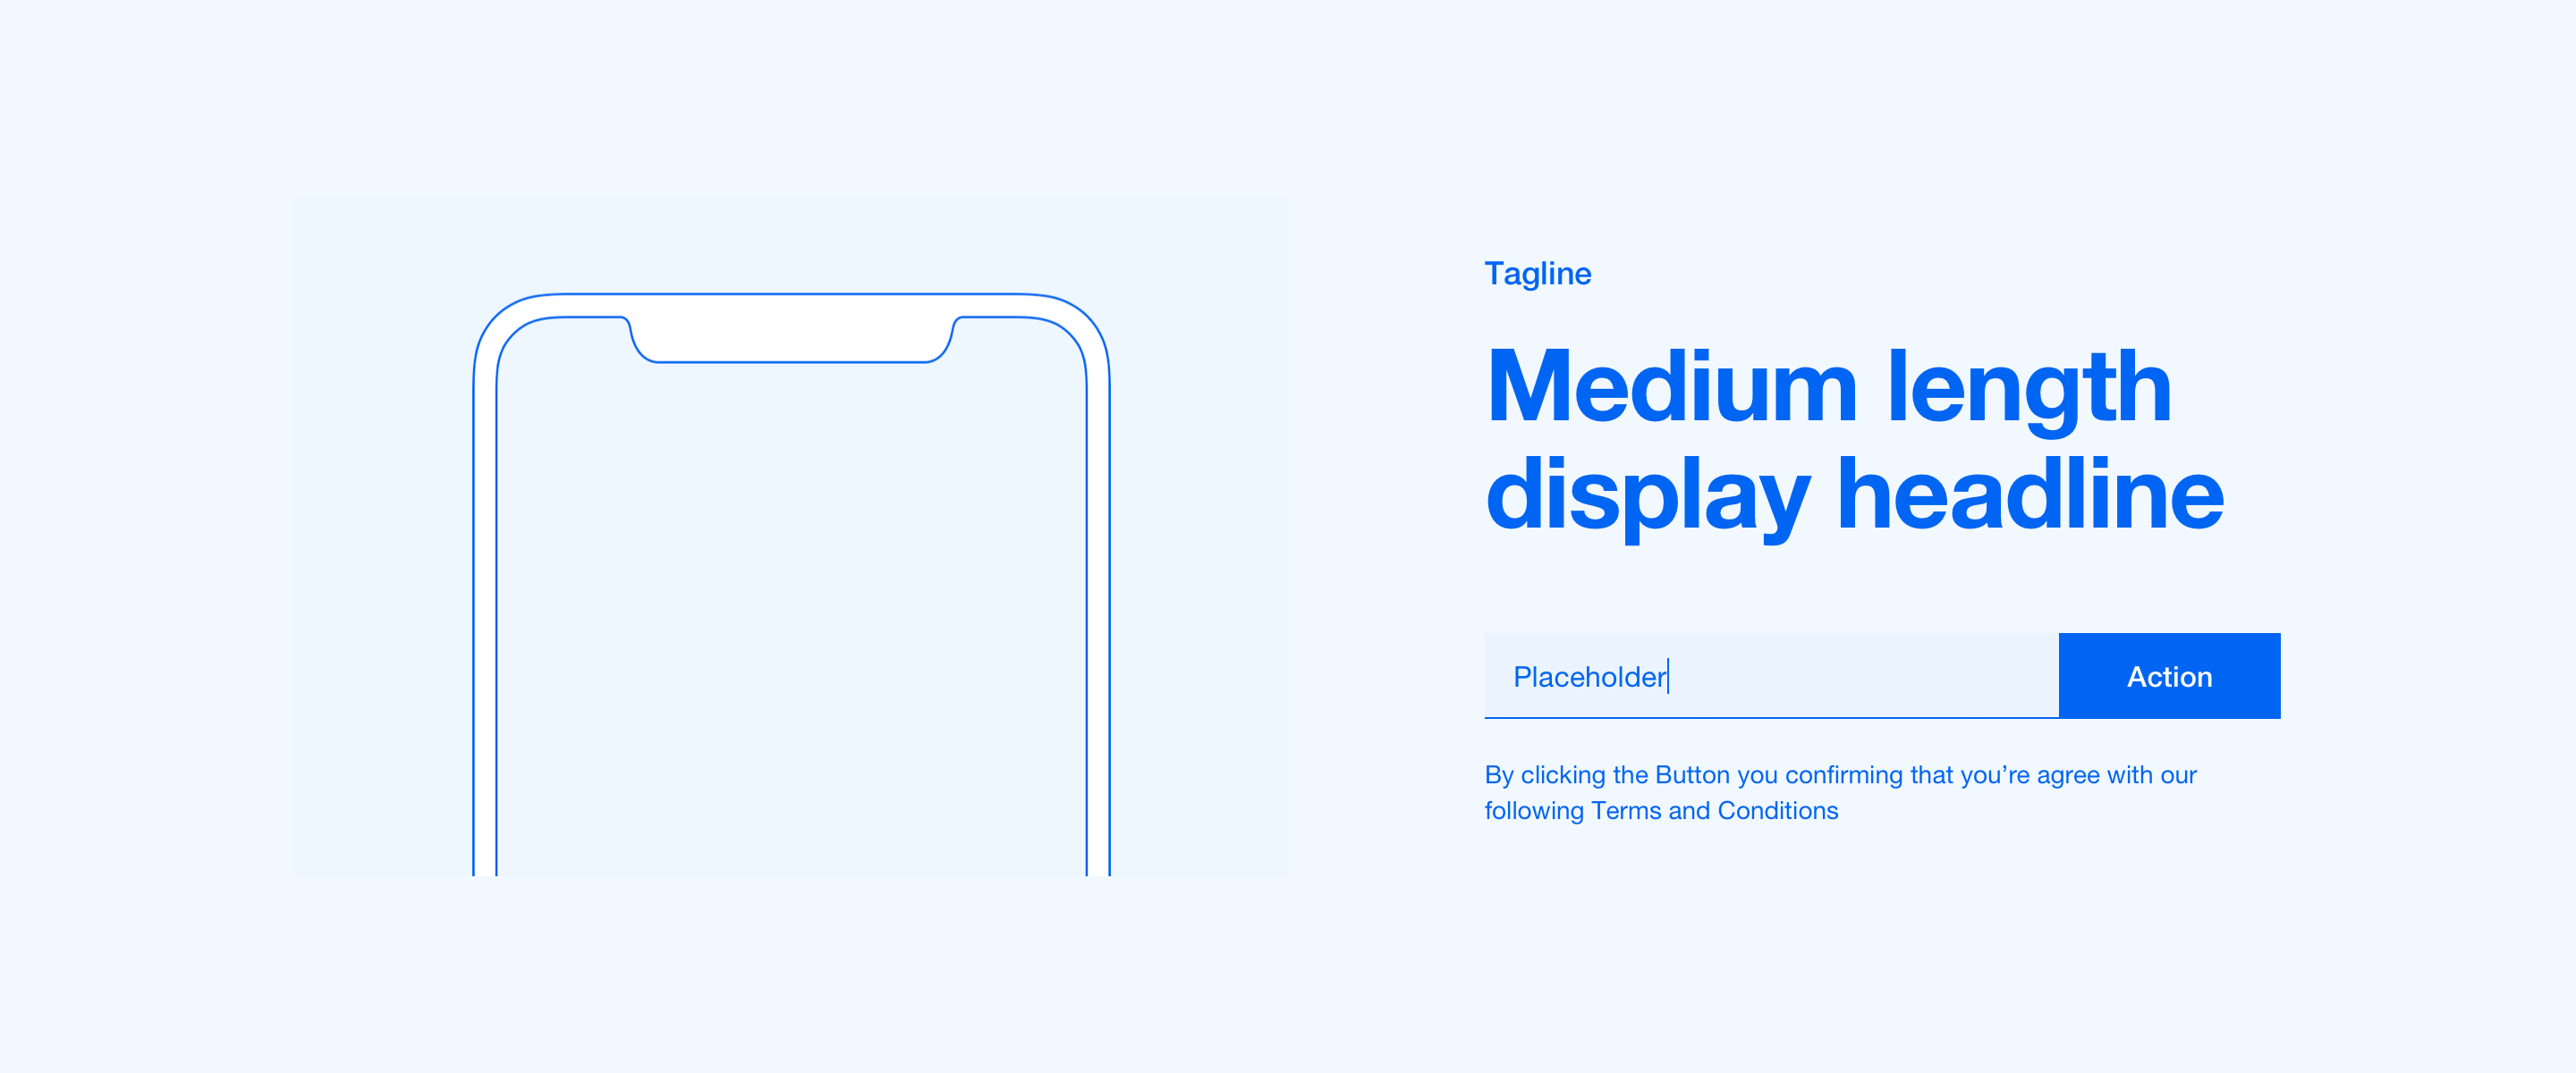 Tagline
Medium length
display headline
Placeholder
Action
By clicking the Button you confirming that you’re agree with our
following Terms and Conditions